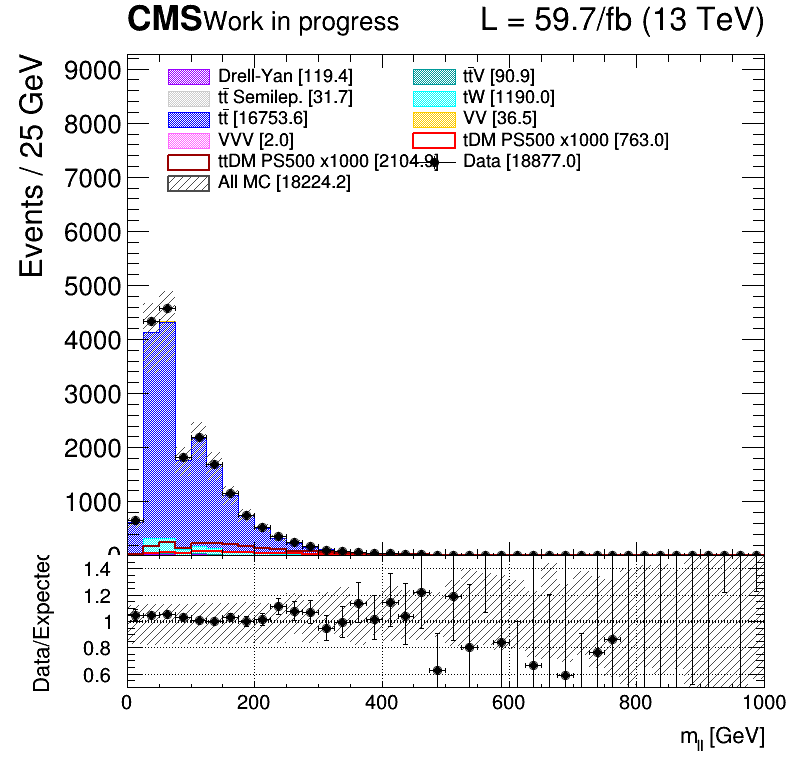 CMS Work in progress L = 59.7/fb (13 TeV)
Events / 25 GeV
9000
8000
7000
6000
5000
4000
3000
2000
1000
0
Drell-Yan [119.4] tt̄V [90.9]
tt̄ Semilep. [31.7] tW [1190.0]
tt̄ [16753.6] VV [36.5]
VVV [2.0] tDM PS500 x1000 [763.0]
ttDM PS500 x1000 [2104.9] Data [18877.0]
All MC [18224.2]
Data/Expected
1.4
1.2
1
0.8
0.6
0 200 400 600 800 1000
m_ll [GeV]